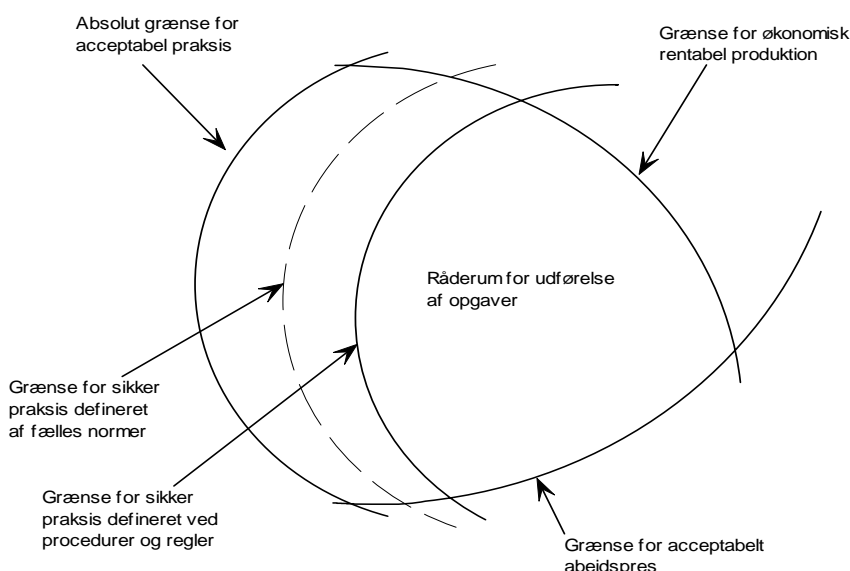 Absolut grænse for
acceptabel praksis
Grænse for økonomisk
rentabel produktion
Råderum for udførelse
af opgaver
Grænse for sikker
praksis defineret
af fælles normer
Grænse for sikker
praksis defineret ved
procedurer og regler
Grænse for acceptabelt
abejdspres